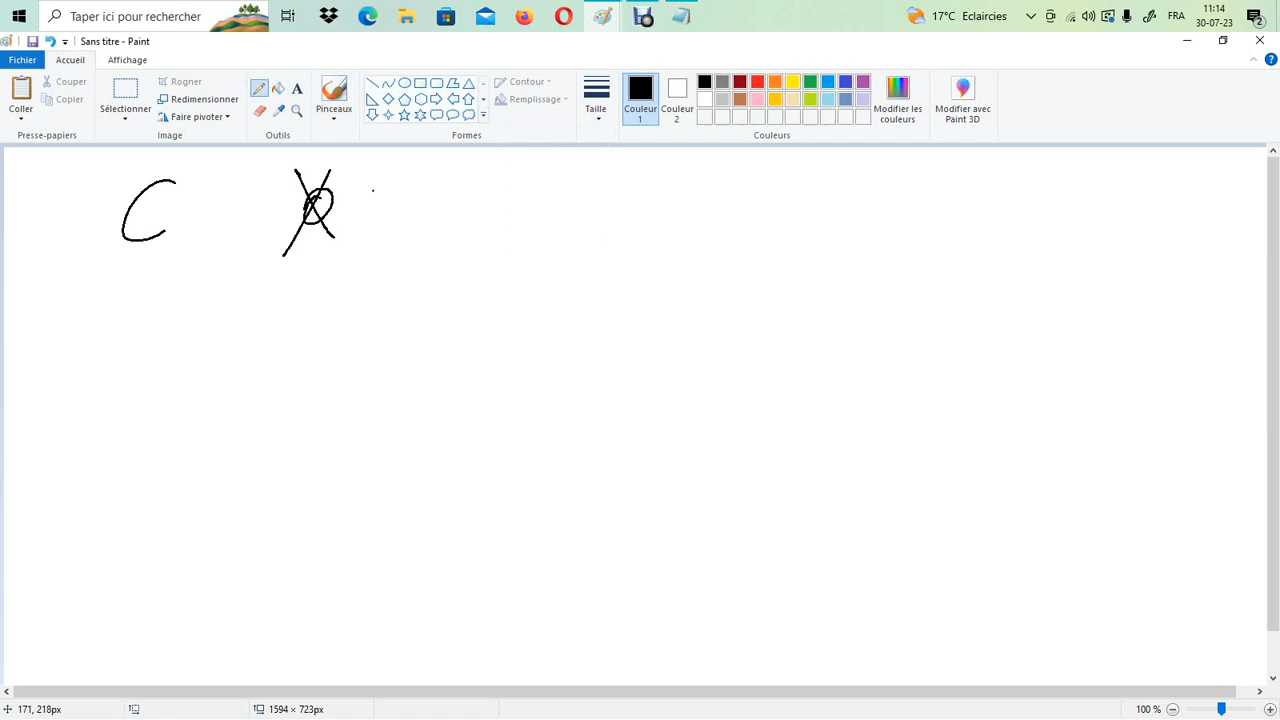 Taper ici pour rechercher 17°C Eclaircies FRA 11:14 30-07-23 2
Sans titre - Paint
Fichier Accueil Affichage ?
Coller Couper Copier Presse-papiers
Sélectionner Rogner Redimensionner Faire pivoter Image
A Outils
Pinceaux
Contour Remplissage Formes
Taille
Couleur 1 Couleur 2 Modifier les couleurs Couleurs
Modifier avec Paint 3D
C
171, 218px 1594 × 723px 100 %